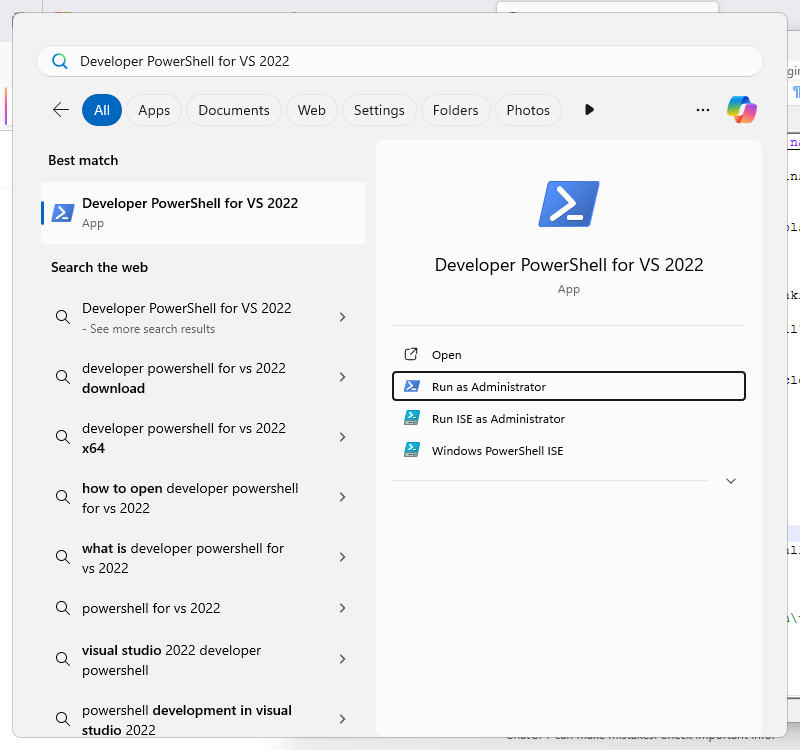 Developer PowerShell for VS 2022
All
Apps
Documents
Web
Settings
Folders
Photos
Best match
Developer PowerShell for VS 2022
App
Search the web
Developer PowerShell for VS 2022
- See more search results
developer powershell for vs 2022
download
developer powershell for vs 2022
x64
how to open developer powershell
for vs 2022
what is developer powershell for
vs 2022
powershell for vs 2022
visual studio 2022 developer
powershell
powershell development in visual
studio 2022
Developer PowerShell for VS 2022
App
Open
Run as Administrator
Run ISE as Administrator
Windows PowerShell ISE